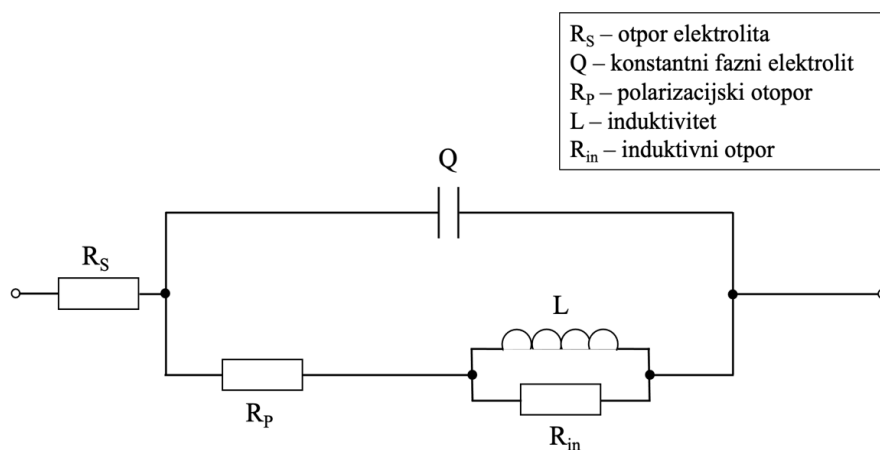 R_S – otpor elektrolita
Q – konstantni fazni elektrolit
R_P – polarizacijski otopor
L – induktivitet
R_in – induktivni otpor
Q
R_S
L
R_P
R_in